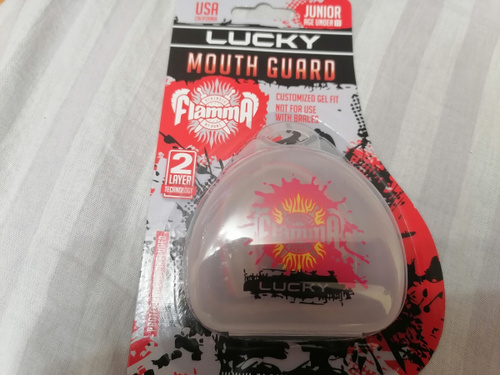 USA
JUNIOR
AGE UNDER
LUCKY
MOUTH GUARD
Flamma
CUSTOMIZED GEL FIT
NOT FOR USE
WITH BRACES
2
LAYER
TECHNOLOGY
Flamma
LUCKY